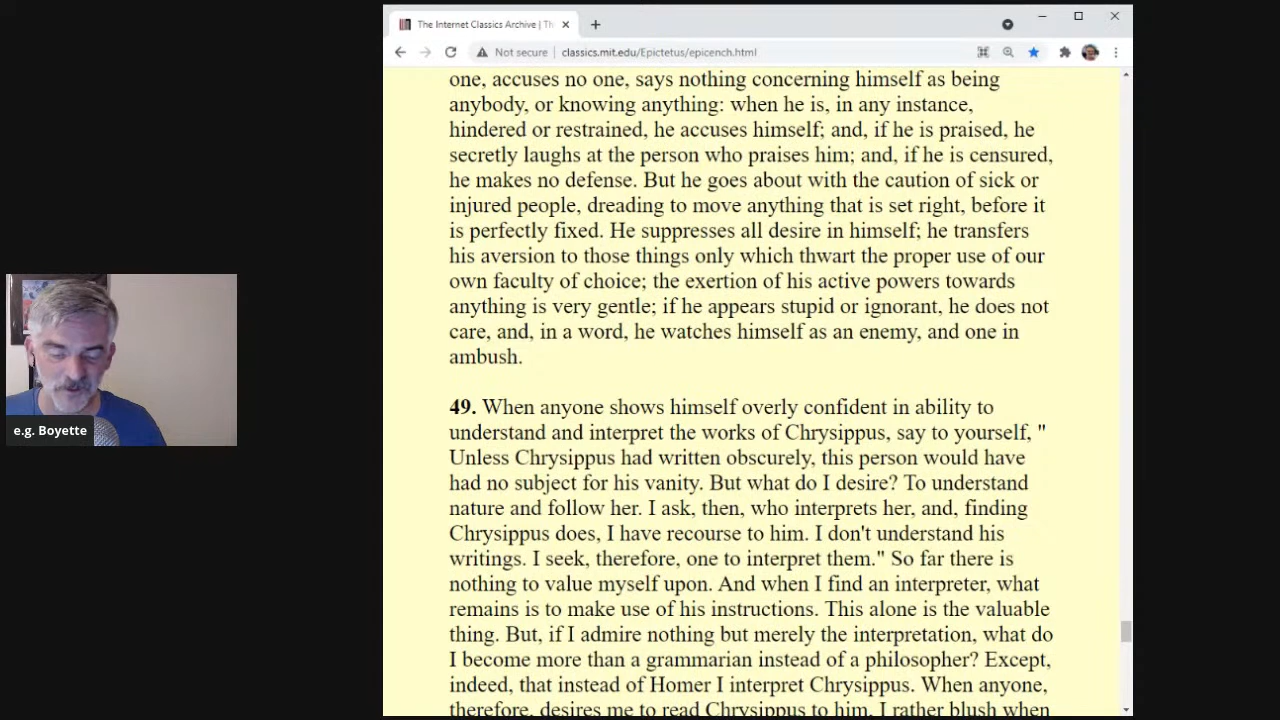 The Internet Classics Archive | Th
Not secure
classics.mit.edu/Epictetus/epicench.html
one, accuses no one, says nothing concerning himself as being
anybody, or knowing anything: when he is, in any instance,
hindered or restrained, he accuses himself; and, if he is praised, he
secretly laughs at the person who praises him; and, if he is censured,
he makes no defense. But he goes about with the caution of sick or
injured people, dreading to move anything that is set right, before it
is perfectly fixed. He suppresses all desire in himself; he transfers
his aversion to those things only which thwart the proper use of our
own faculty of choice; the exertion of his active powers towards
anything is very gentle; if he appears stupid or ignorant, he does not
care, and, in a word, he watches himself as an enemy, and one in
ambush.
49. When anyone shows himself overly confident in ability to
understand and interpret the works of Chrysippus, say to yourself, "
Unless Chrysippus had written obscurely, this person would have
had no subject for his vanity. But what do I desire? To understand
nature and follow her. I ask, then, who interprets her, and, finding
Chrysippus does, I have recourse to him. I don't understand his
writings. I seek, therefore, one to interpret them." So far there is
nothing to value myself upon. And when I find an interpreter, what
remains is to make use of his instructions. This alone is the valuable
thing. But, if I admire nothing but merely the interpretation, what do
I become more than a grammarian instead of a philosopher? Except,
indeed, that instead of Homer I interpret Chrysippus. When anyone,
therefore, desires me to read Chrysippus to him, I rather blush when
e.g. Boyette